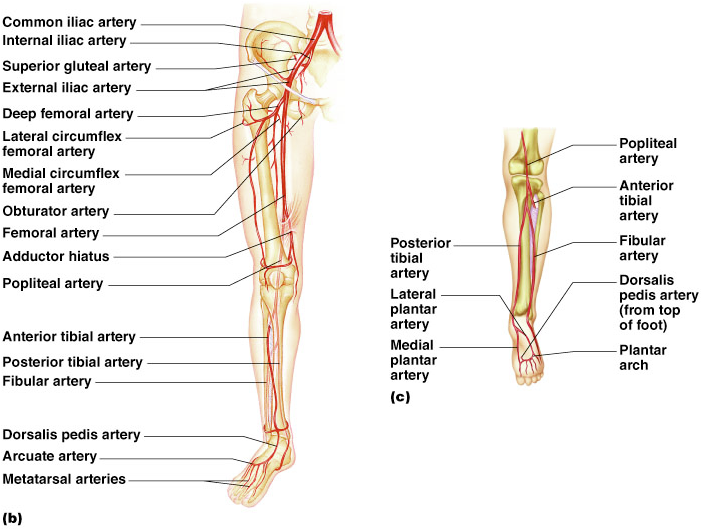 Common iliac artery
Internal iliac artery
Superior gluteal artery
External iliac artery
Deep femoral artery
Lateral circumflex
femoral artery
Medial circumflex
femoral artery
Obturator artery
Femoral artery
Adductor hiatus
Popliteal artery
Anterior tibial artery
Posterior tibial artery
Fibular artery
Dorsalis pedis artery
Arcuate artery
Metatarsal arteries
(b)
Posterior
tibial
artery
Lateral
plantar
artery
Medial
plantar
artery
(c)
Popliteal
artery
Anterior
tibial
artery
Fibular
artery
Dorsalis
pedis artery
(from top
of foot)
Plantar
arch